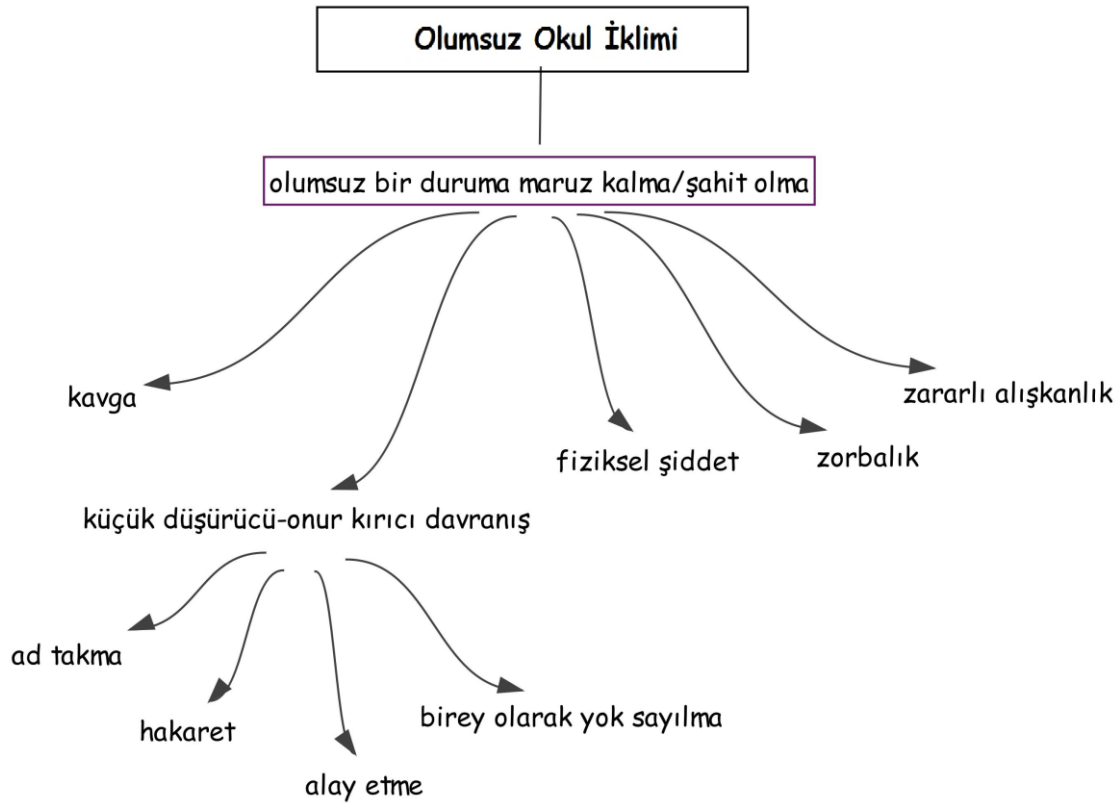 Olumsuz Okul İklimi
olumsuz bir duruma maruz kalma/şahit olma
kavga
zararlı alışkanlık
fiziksel şiddet
zorbalık
küçük düşürücü-onur kırıcı davranış
ad takma
hakaret
birey olarak yok sayılma
alay etme